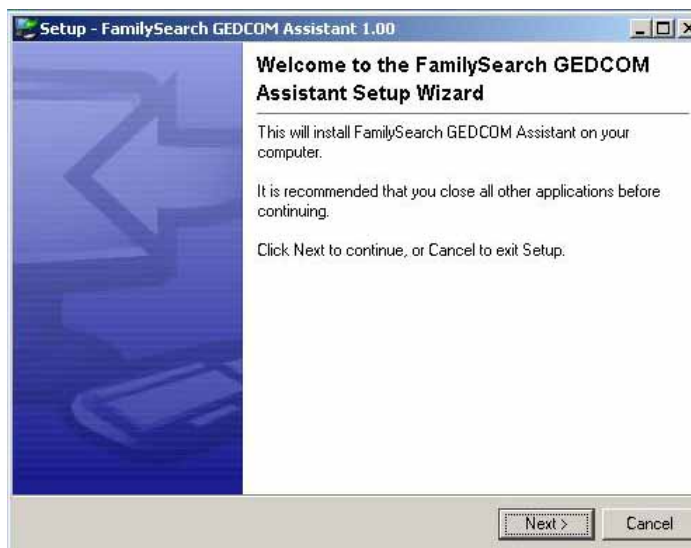 Setup - FamilySearch GEDCOM Assistant 1.00
Welcome to the FamilySearch GEDCOM
Assistant Setup Wizard
This will install FamilySearch GEDCOM Assistant on your
computer.
It is recommended that you close all other applications before
continuing.
Click Next to continue, or Cancel to exit Setup.
Next >
Cancel